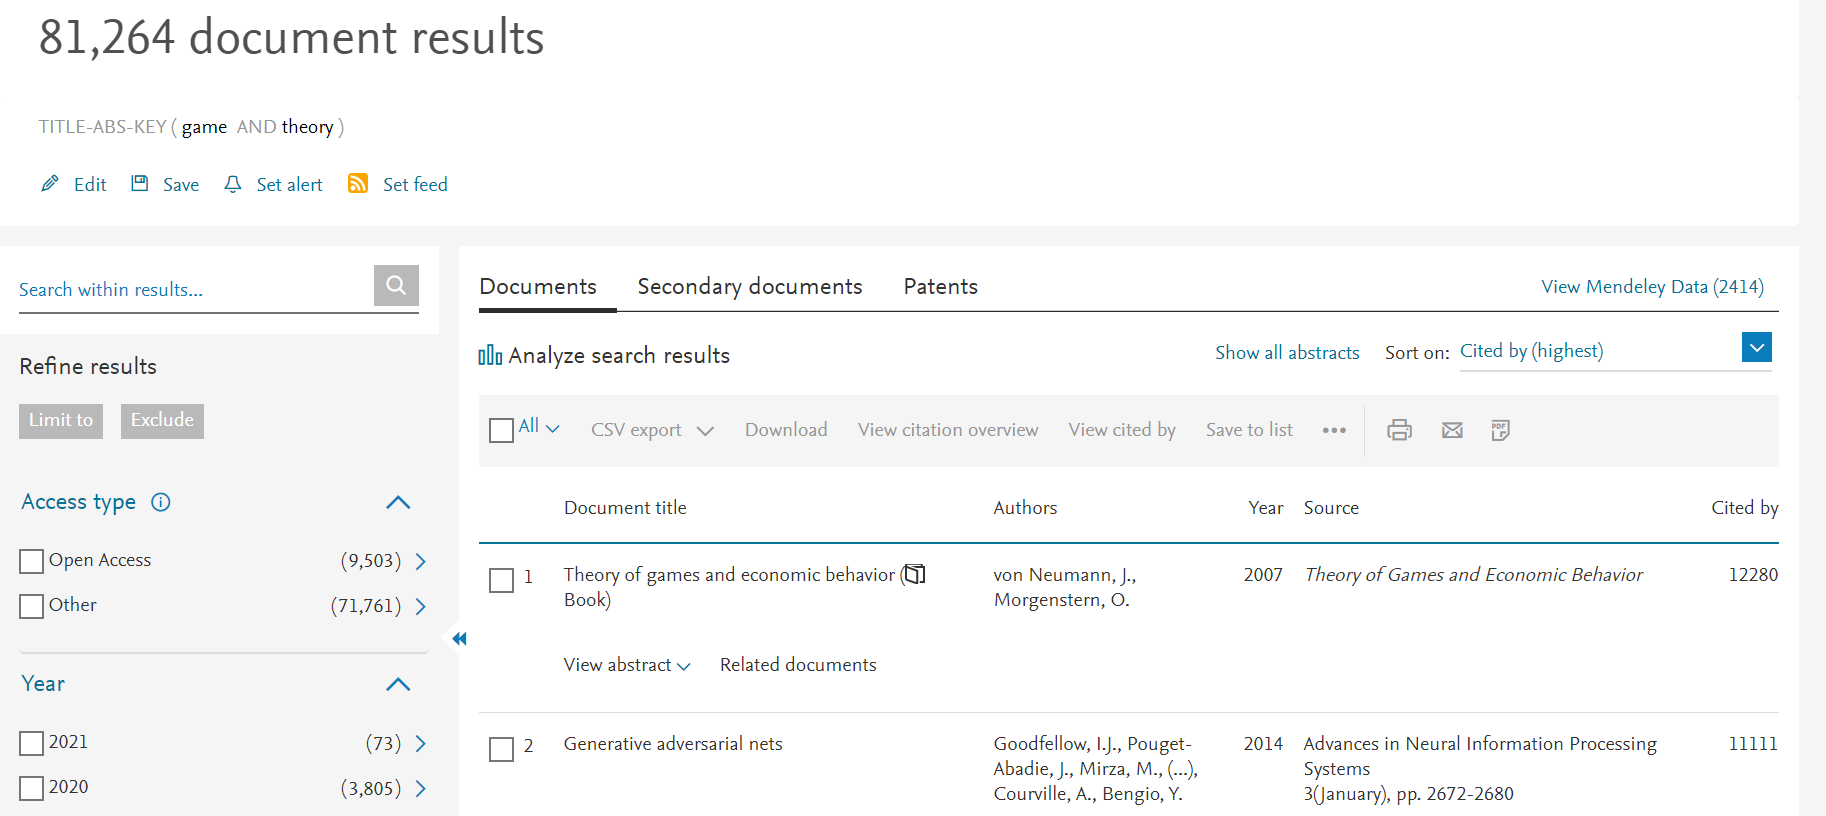 81,264 document results
TITLE-ABS-KEY ( game AND theory )
Edit Save Set alert Set feed
Search within results...
Refine results
Limit to Exclude
Access type
Open Access (9,503)
Other (71,761)
Year
2021 (73)
2020 (3,805)
Documents Secondary documents Patents View Mendeley Data (2414)
Analyze search results Show all abstracts Sort on: Cited by (highest)
All CSV export Download View citation overview View cited by Save to list ••• PDF
Document title Authors Year Source Cited by
1 Theory of games and economic behavior ( von Neumann, J., 2007 Theory of Games and Economic Behavior 12280
Book) Morgenstern, O.
View abstract Related documents
2 Generative adversarial nets Goodfellow, I.J., Pouget- 2014 Advances in Neural Information Processing 11111
Abadie, J., Mirza, M., (...), Systems
Courville, A., Bengio, Y. 3(January), pp. 2672-2680